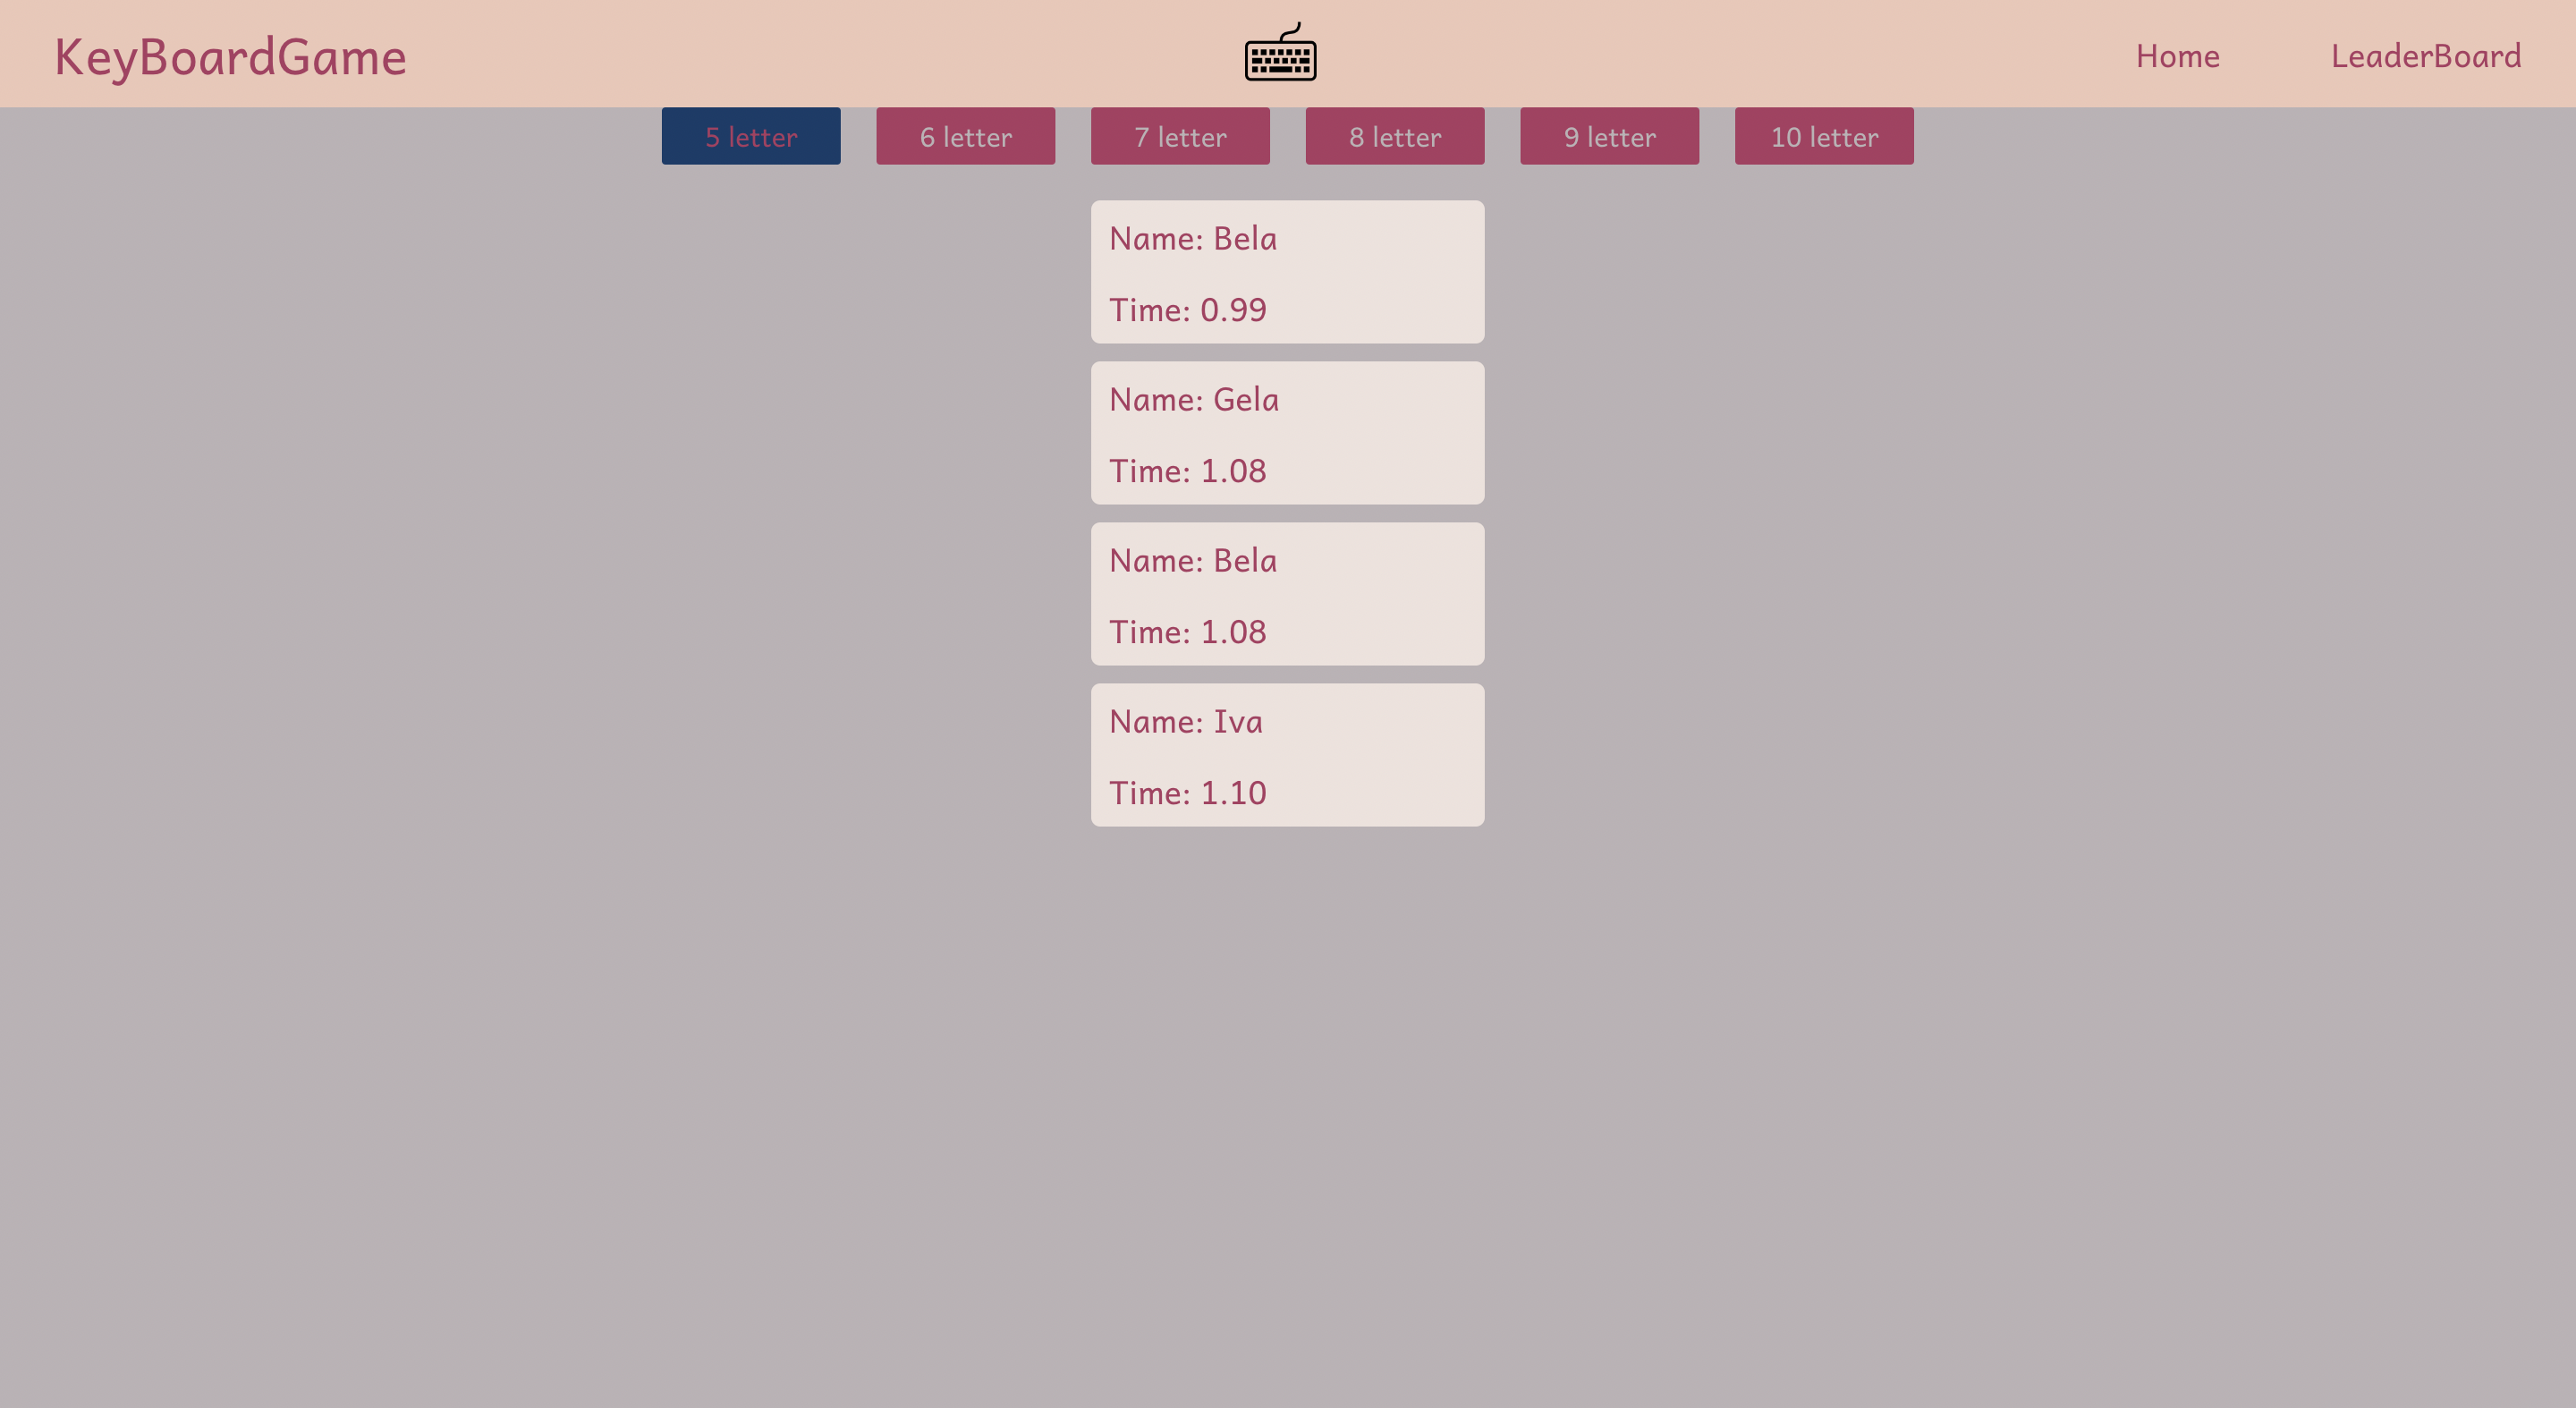 KeyBoardGame
Home
LeaderBoard
5 letter
6 letter
7 letter
8 letter
9 letter
10 letter
Name: Bela
Time: 0.99
Name: Gela
Time: 1.08
Name: Bela
Time: 1.08
Name: Iva
Time: 1.10